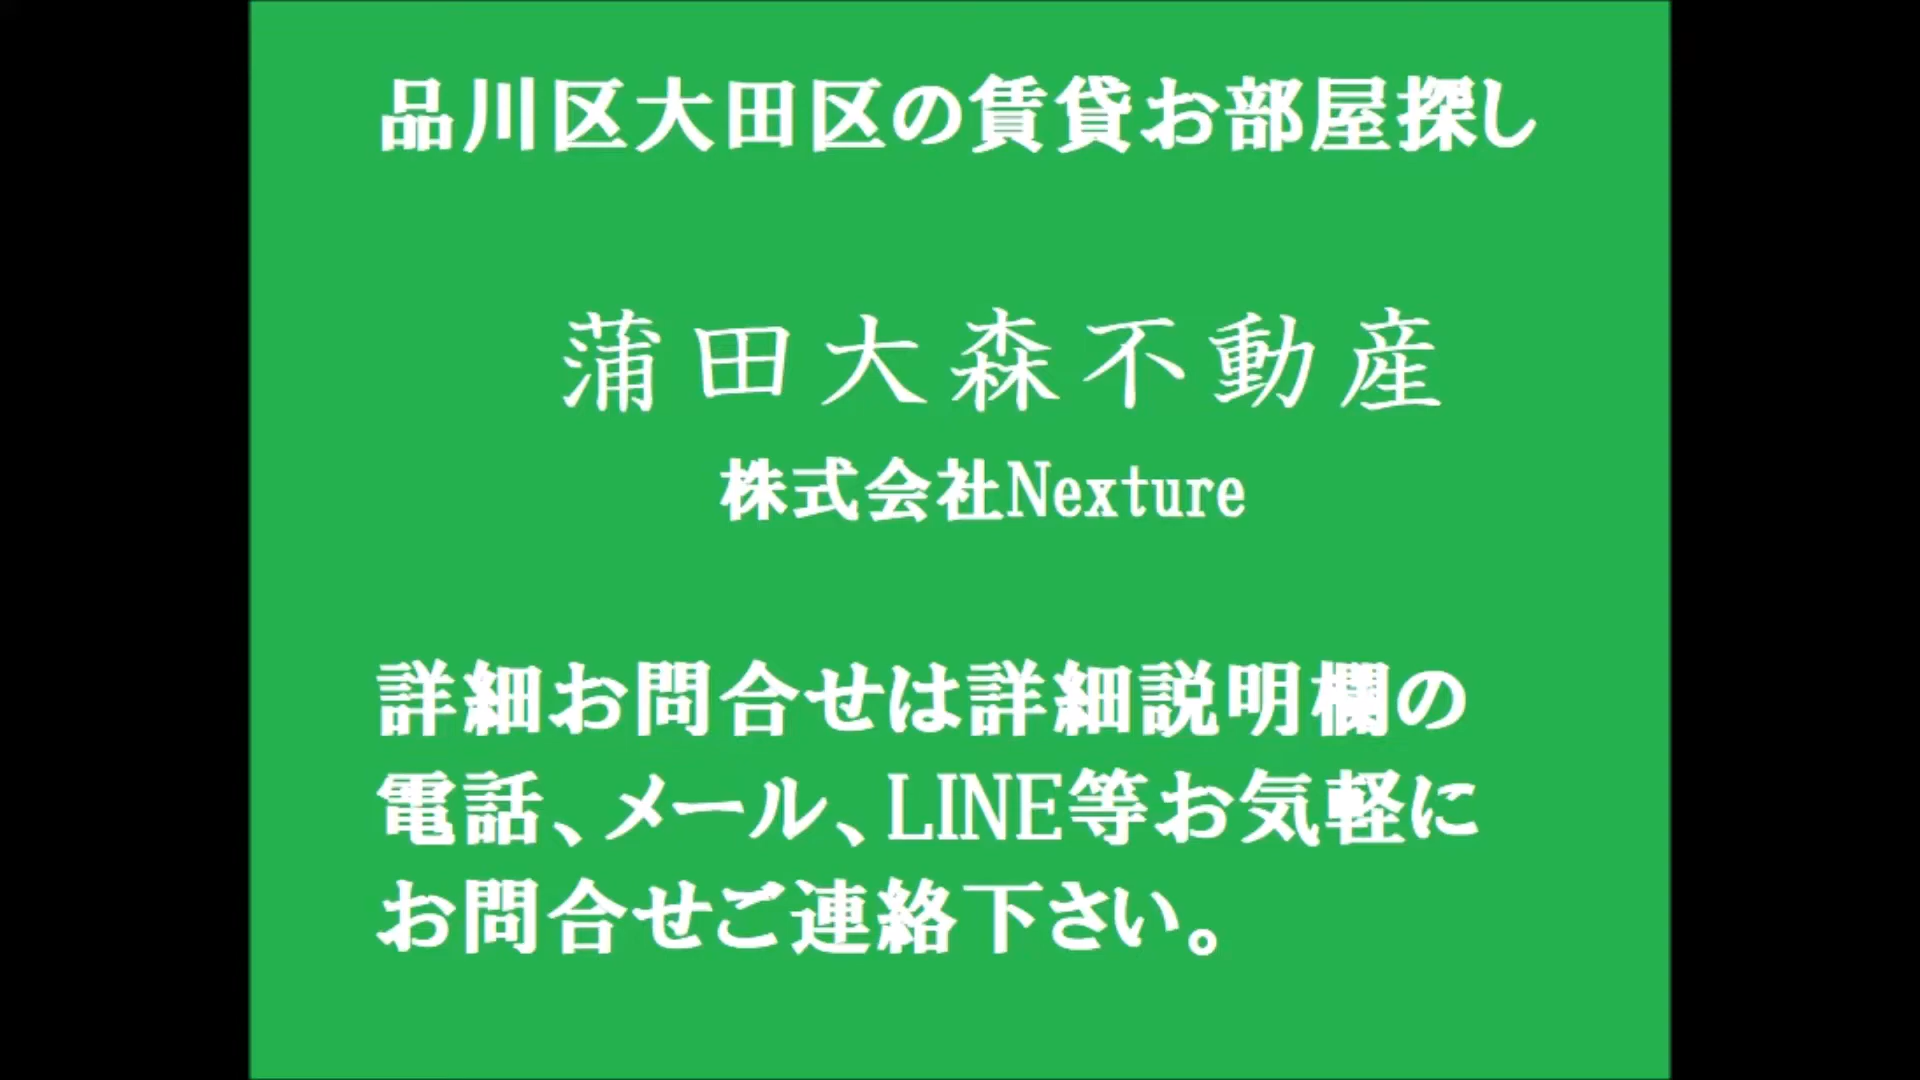 品川区大田区の賃貸お部屋探し
蒲田大森不動産
株式会社Nexture
詳細お問合せは詳細説明欄の
電話、メール、LINE等お気軽に
お問合せご連絡下さい。